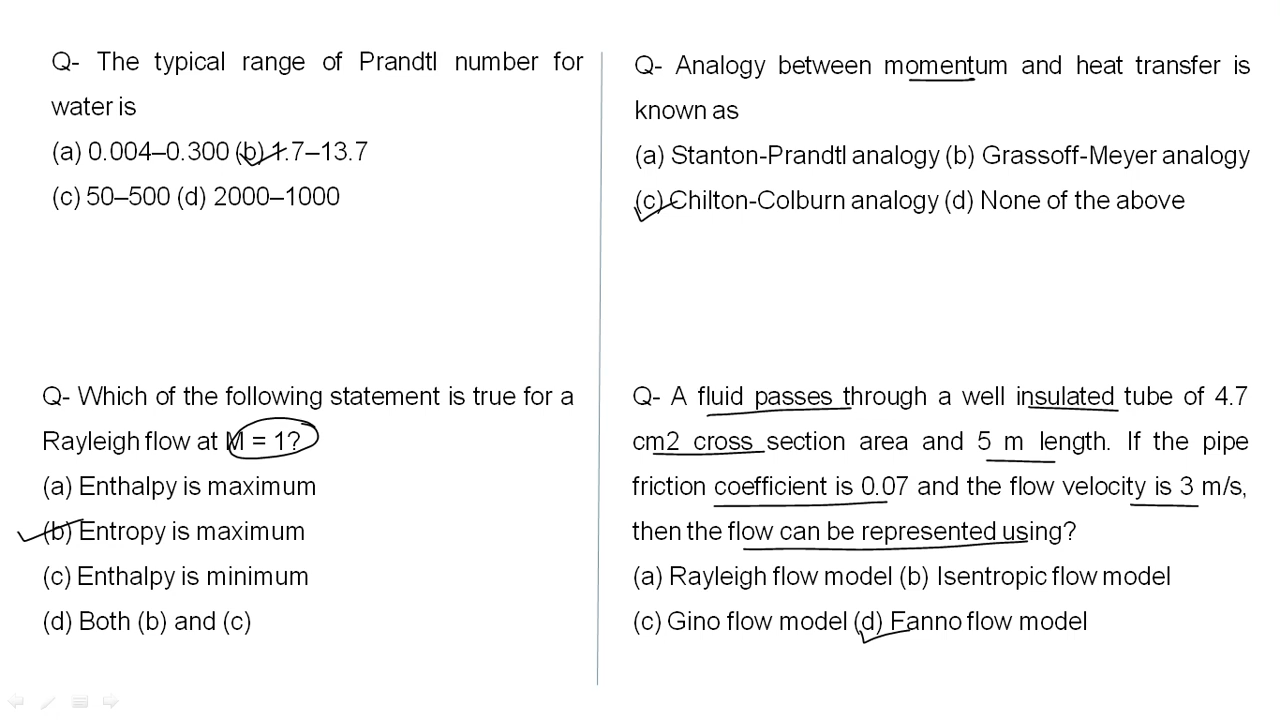 Q- The typical range of Prandtl number for
water is
(a) 0.004–0.300 (b) 1.7–13.7
(c) 50–500 (d) 2000–1000
Q- Analogy between momentum and heat transfer is
known as
(a) Stanton-Prandtl analogy (b) Grassoff-Meyer analogy
(c) Chilton-Colburn analogy (d) None of the above
Q- Which of the following statement is true for a
Rayleigh flow at M = 1?
(a) Enthalpy is maximum
(b) Entropy is maximum
(c) Enthalpy is minimum
(d) Both (b) and (c)
Q- A fluid passes through a well insulated tube of 4.7
cm2 cross section area and 5 m length. If the pipe
friction coefficient is 0.07 and the flow velocity is 3 m/s,
then the flow can be represented using?
(a) Rayleigh flow model (b) Isentropic flow model
(c) Gino flow model (d) Fanno flow model